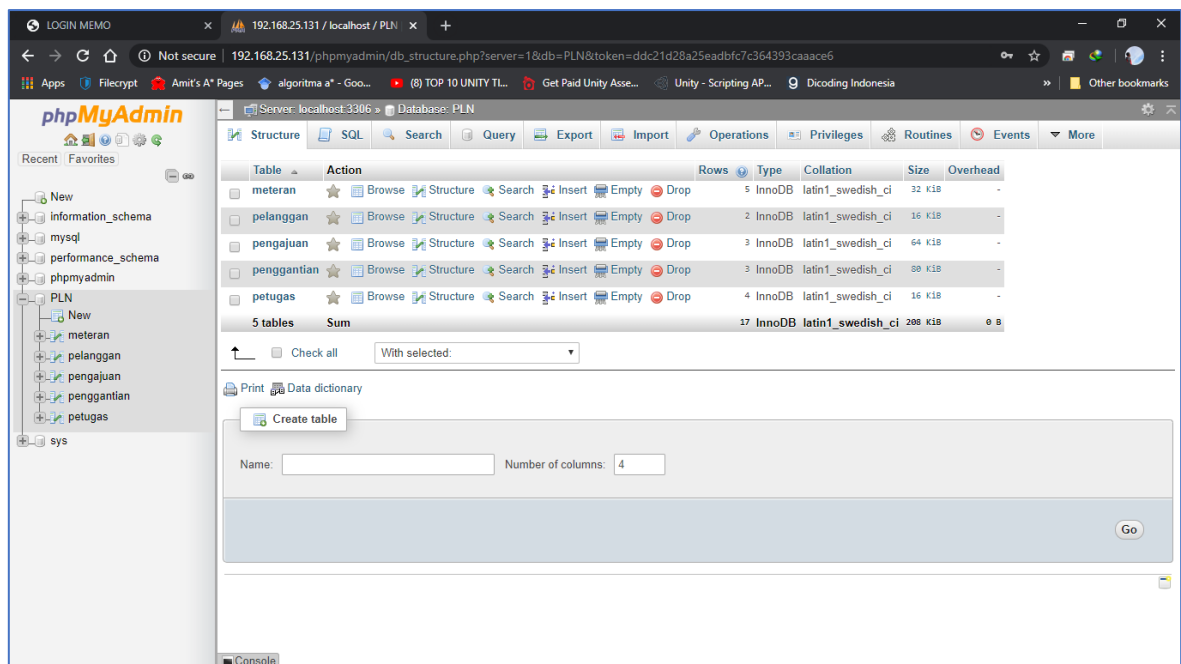 LOGIN MEMO
192.168.25.131 / localhost / PLN
Not secure | 192.168.25.131/phpmyadmin/db_structure.php?server=1&db=PLN&token=ddc21d28a25eadbfc7c364393caaace6
Apps Filecrypt Amit's A* Pages algoritma a* - Goo... (8) TOP 10 UNITY TI... Get Paid Unity Asse... Unity - Scripting AP... Dicoding Indonesia » Other bookmarks
phpMyAdmin
Recent Favorites
New
information_schema
mysql
performance_schema
phpmyadmin
PLN
New
meteran
pelanggan
pengajuan
penggantian
petugas
sys
Server: localhost:3306 » Database: PLN
Structure SQL Search Query Export Import Operations Privileges Routines Events More
Table Action Rows Type Collation Size Overhead
meteran Browse Structure Search Insert Empty Drop 5 InnoDB latin1_swedish_ci 32 KiB -
pelanggan Browse Structure Search Insert Empty Drop 2 InnoDB latin1_swedish_ci 16 KiB -
pengajuan Browse Structure Search Insert Empty Drop 3 InnoDB latin1_swedish_ci 64 KiB -
penggantian Browse Structure Search Insert Empty Drop 3 InnoDB latin1_swedish_ci 80 KiB -
petugas Browse Structure Search Insert Empty Drop 4 InnoDB latin1_swedish_ci 16 KiB -
5 tables Sum 17 InnoDB latin1_swedish_ci 208 KiB 0 B
Check all With selected:
Print Data dictionary
Create table
Name: Number of columns: 4
Go
Console